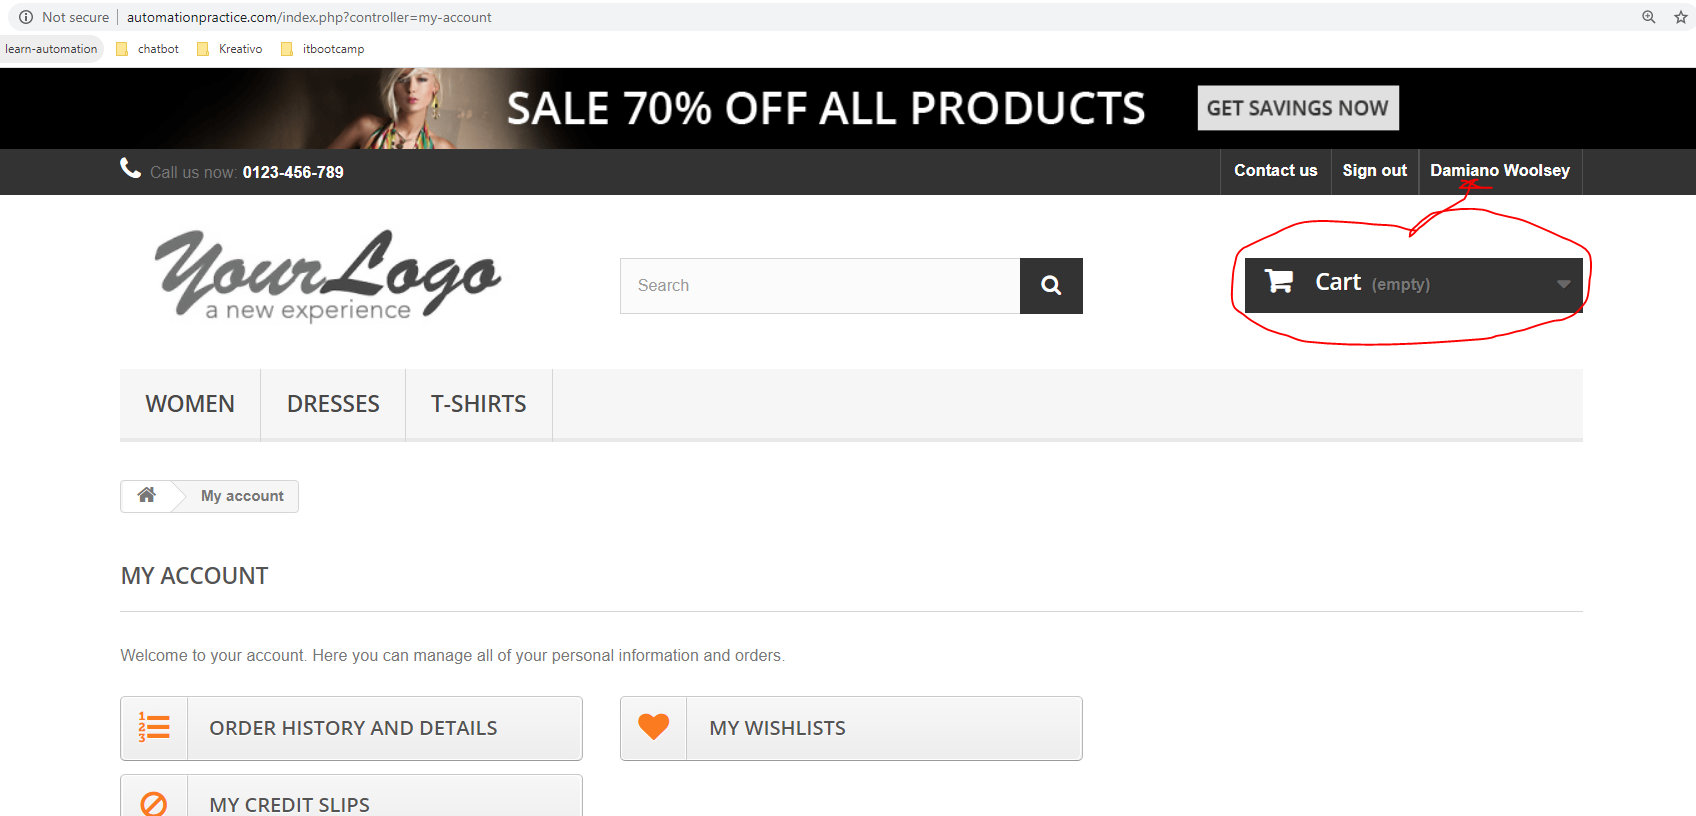 Not secure automationpractice.com/index.php?controller=my-account
learn-automation chatbot Kreativo itbootcamp
SALE 70% OFF ALL PRODUCTS GET SAVINGS NOW
Call us now: 0123-456-789 Contact us Sign out Damiano Woolsey
YourLogo
a new experience
Search
Cart (empty)
WOMEN DRESSES T-SHIRTS
My account
MY ACCOUNT
Welcome to your account. Here you can manage all of your personal information and orders.
1
2
3
ORDER HISTORY AND DETAILS MY WISHLISTS
MY CREDIT SLIPS